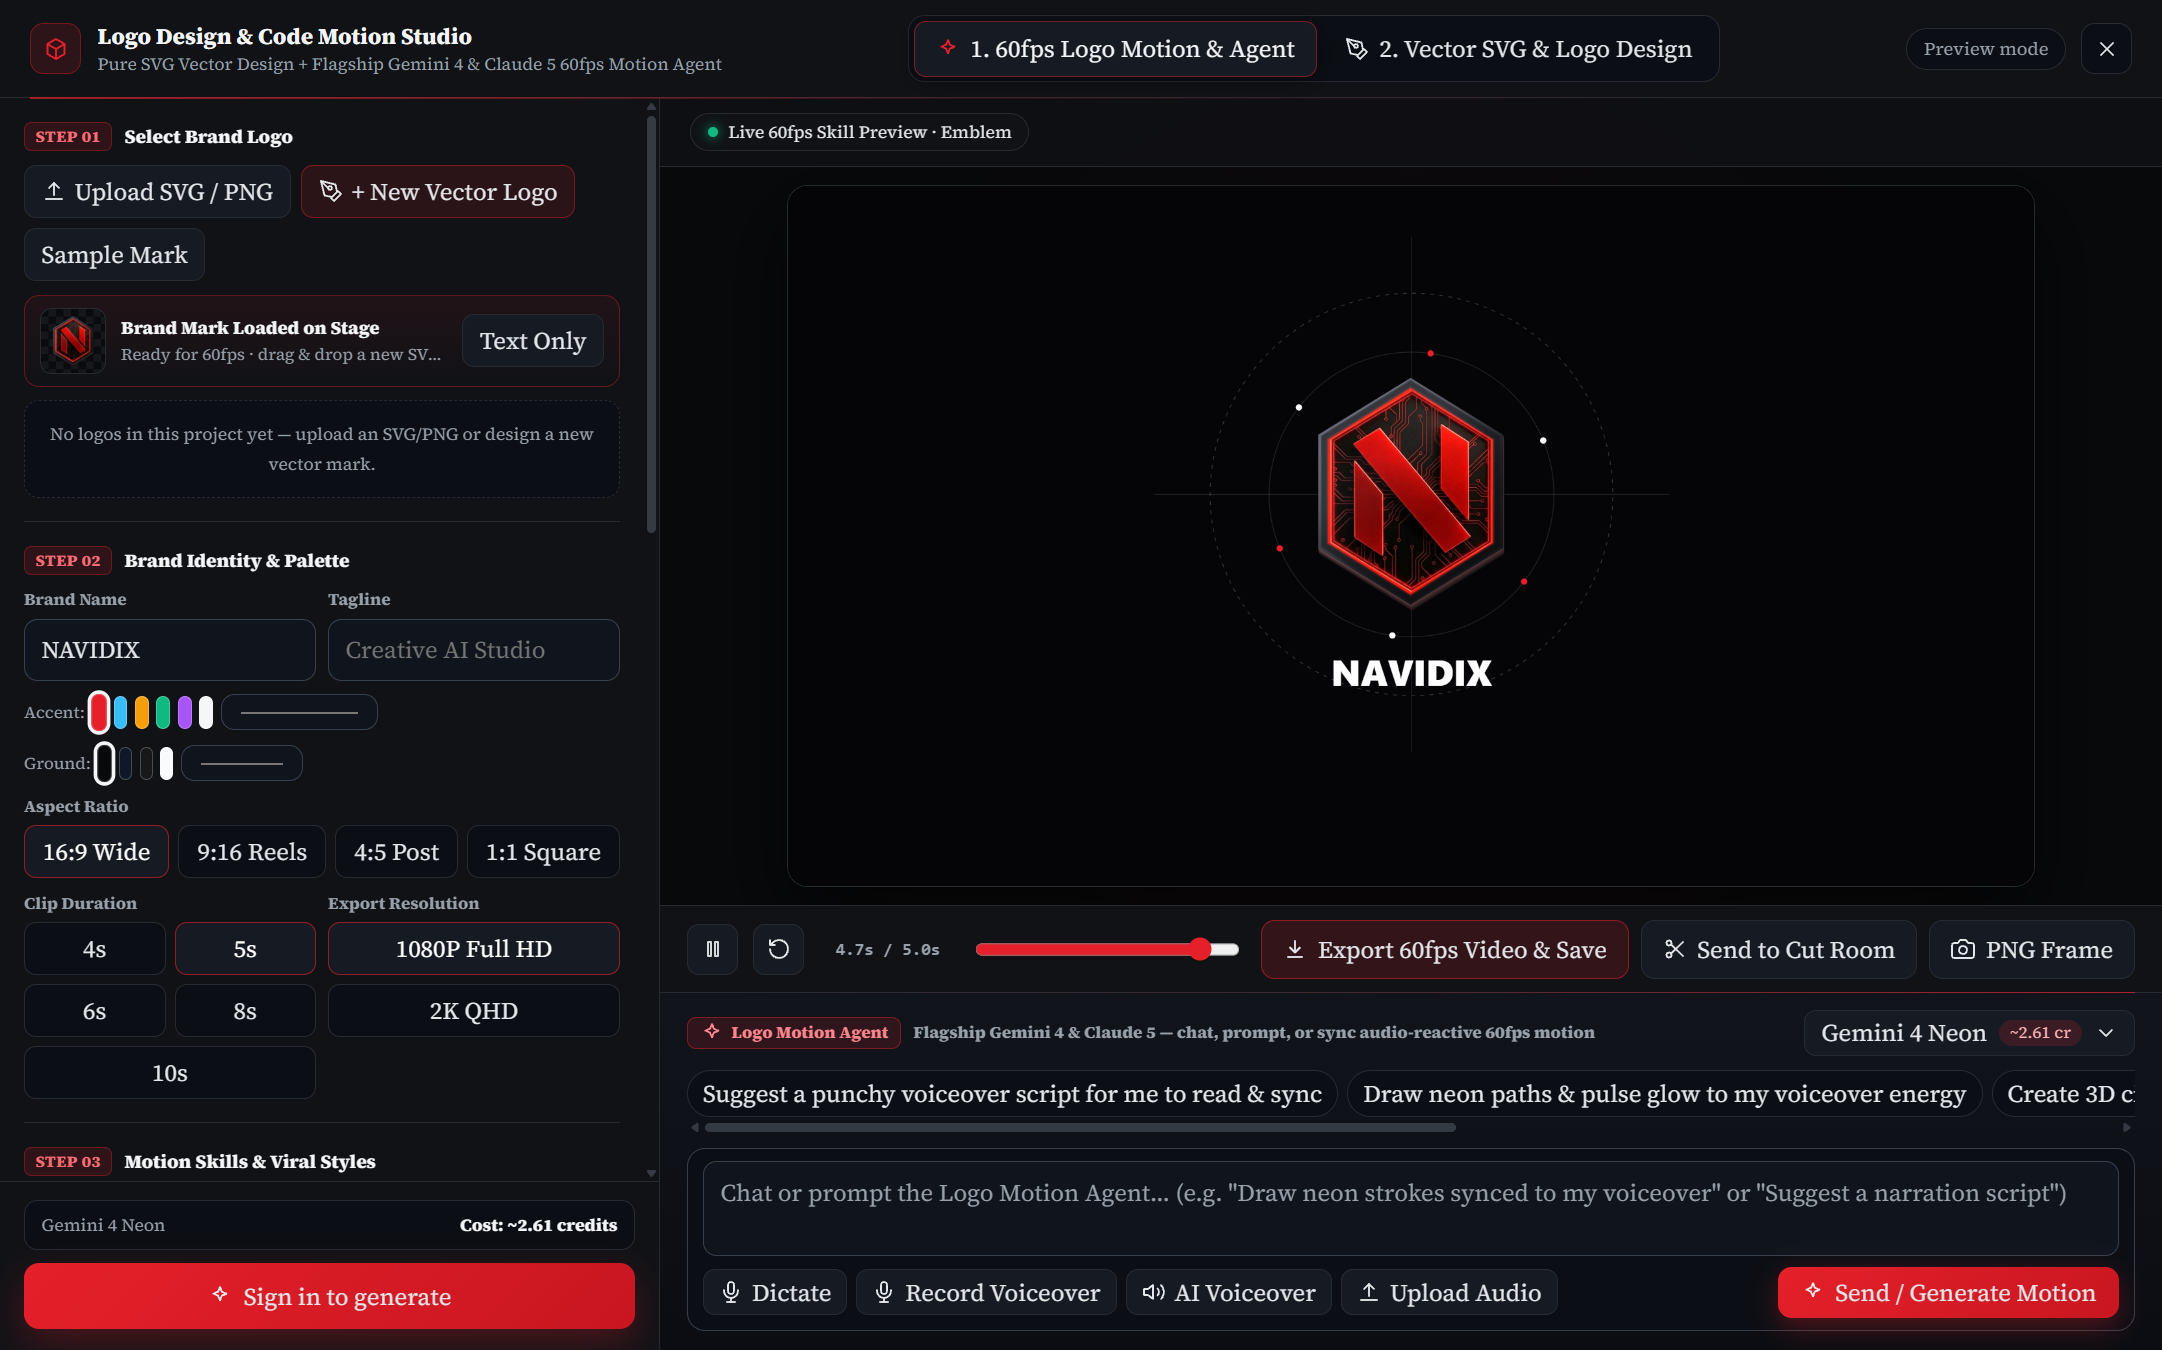 Logo Design & Code Motion Studio
Pure SVG Vector Design + Flagship Gemini 4 & Claude 5 60fps Motion Agent
1. 60fps Logo Motion & Agent
2. Vector SVG & Logo Design
Preview mode
STEP 01 Select Brand Logo
Upload SVG / PNG
+ New Vector Logo
Sample Mark
Brand Mark Loaded on Stage
Ready for 60fps · drag & drop a new SV...
Text Only
No logos in this project yet — upload an SVG/PNG or design a new
vector mark.
STEP 02 Brand Identity & Palette
Brand Name
Tagline
NAVIDIX
Creative AI Studio
Accent:
Ground:
Aspect Ratio
16:9 Wide
9:16 Reels
4:5 Post
1:1 Square
Clip Duration
Export Resolution
4s
5s
1080P Full HD
6s
8s
2K QHD
10s
STEP 03 Motion Skills & Viral Styles
Gemini 4 Neon
Cost: ~2.61 credits
Sign in to generate
Live 60fps Skill Preview · Emblem
N
NAVIDIX
4.7s / 5.0s
Export 60fps Video & Save
Send to Cut Room
PNG Frame
Logo Motion Agent
Flagship Gemini 4 & Claude 5 — chat, prompt, or sync audio-reactive 60fps motion
Gemini 4 Neon ~2.61 cr
Suggest a punchy voiceover script for me to read & sync
Draw neon paths & pulse glow to my voiceover energy
Create 3D
Chat or prompt the Logo Motion Agent... (e.g. "Draw neon strokes synced to my voiceover" or "Suggest a narration script")
Dictate
Record Voiceover
AI Voiceover
Upload Audio
Send / Generate Motion